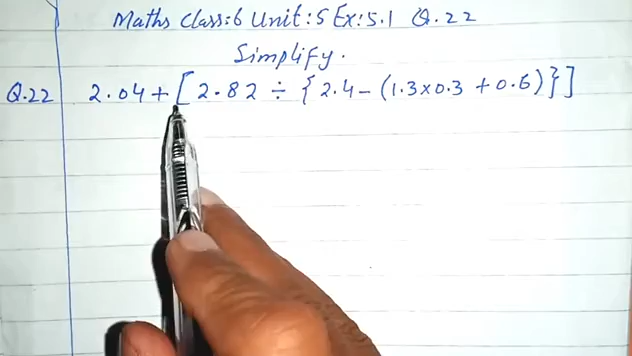 Maths Class:6 Unit:5 Ex:5.1 Q.22
Simplify.
Q.22 2.04 + [ 2.82 ÷ { 2.4 - (1.3 x 0.3 + 0.6) } ]